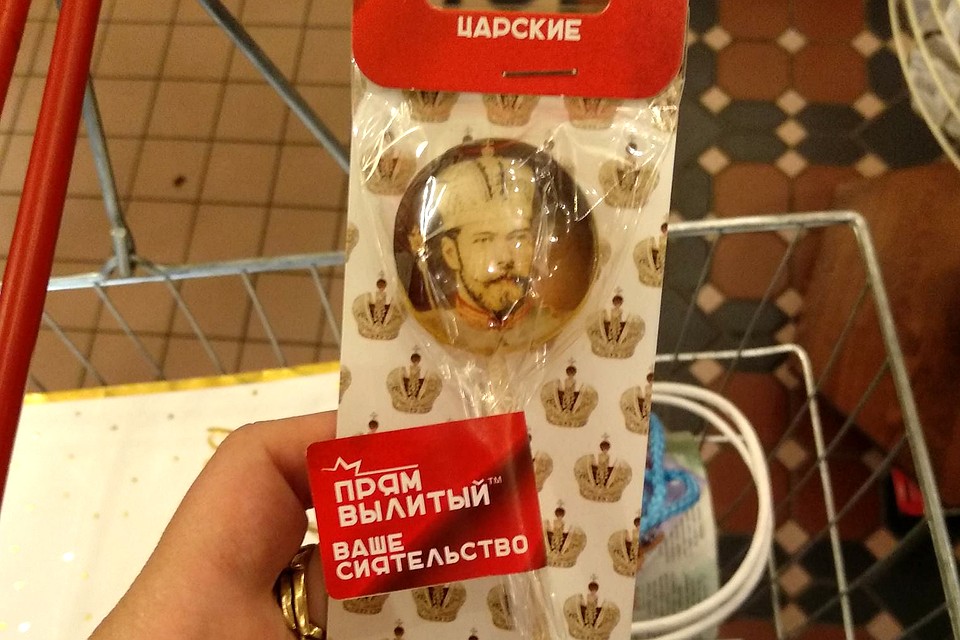 ЦАРСКИЕ
ПРЯМ
ВЫЛИТЫЙ™
ВАШЕ
СИЯТЕЛЬСТВО